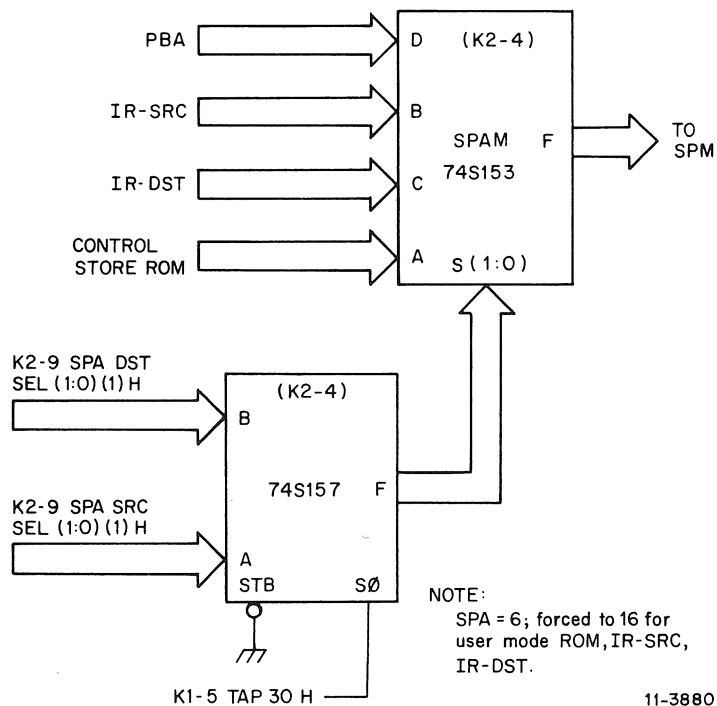 PBA
D
(K2-4)
IR-SRC
B
SPAM
F
TO
SPM
74S153
IR-DST
C
CONTROL
STORE ROM
A
S (1:0)
K2-9 SPA DST
SEL (1:0) (1) H
(K2-4)
B
74S157
F
K2-9 SPA SRC
SEL (1:0) (1) H
A
STB
SØ
K1-5 TAP 30 H
NOTE:
SPA = 6; forced to 16 for
user mode ROM, IR-SRC,
IR-DST.
11-3880